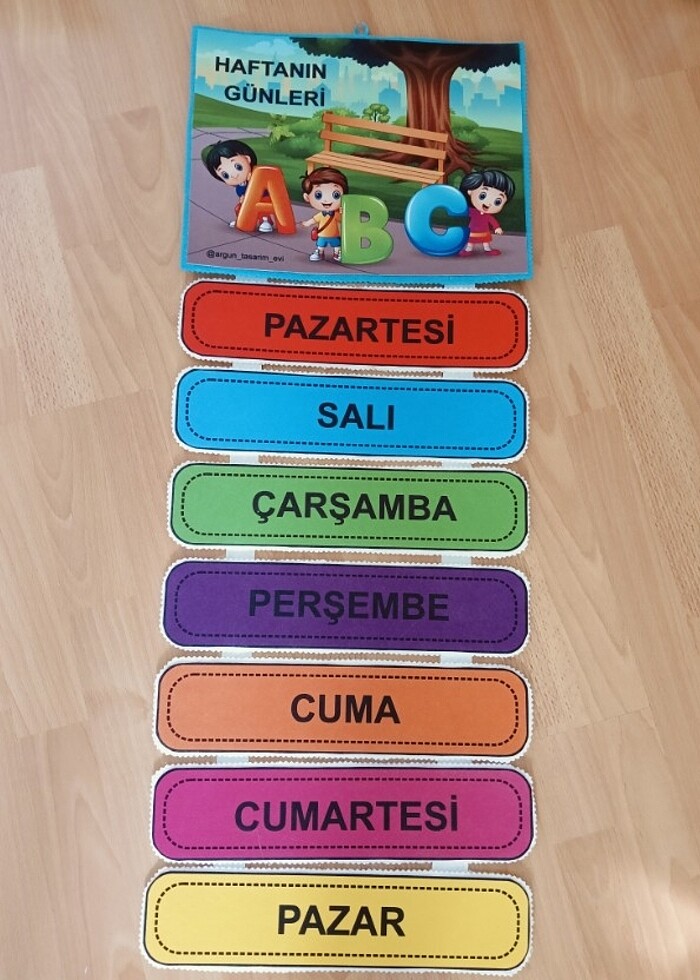 HAFTANIN
GÜNLERİ
A B C
@argun_tasarim_evi
PAZARTESİ
SALI
ÇARŞAMBA
PERŞEMBE
CUMA
CUMARTESİ
PAZAR